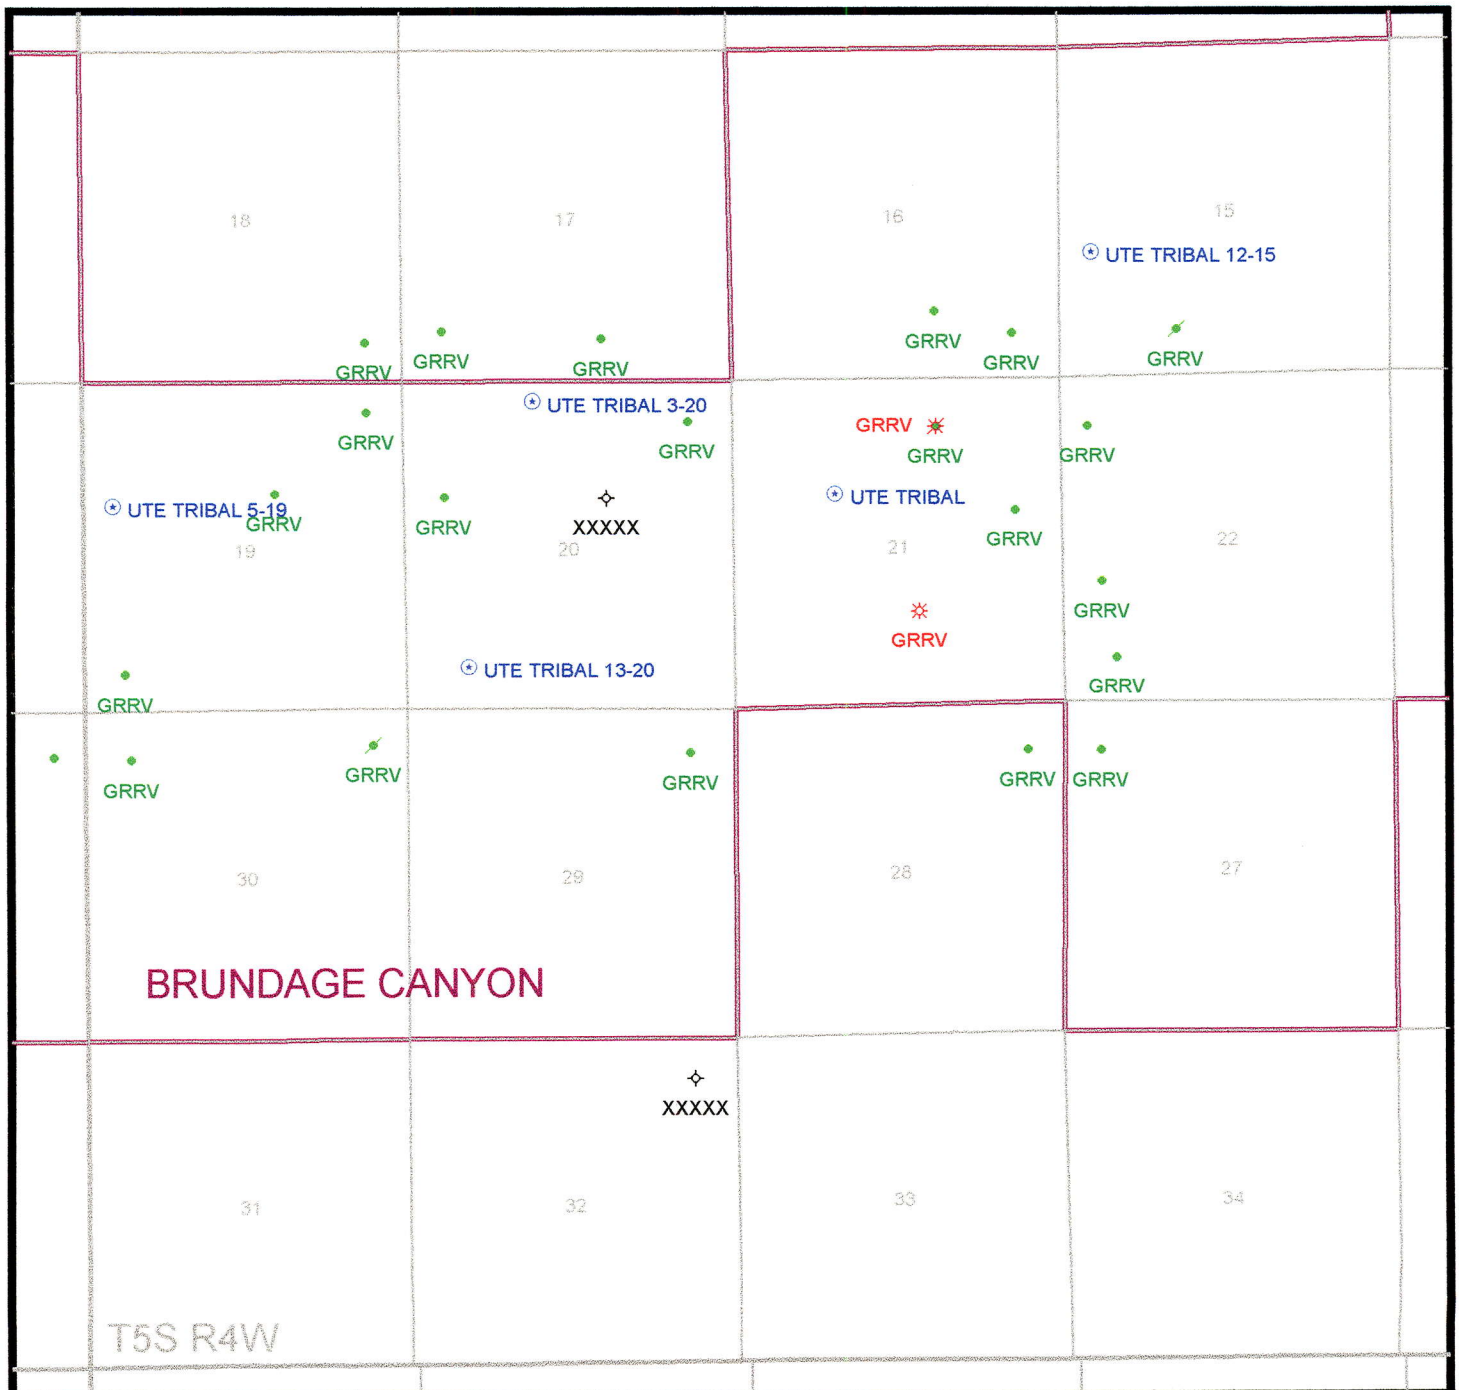 15
16
18
17
UTE TRIBAL 12-15
GRRV
GRRV
GRRV
GRRV
GRRV
GRRV
GRRV
UTE TRIBAL 3-20
GRRV
GRRV
GRRV
GRRV
GRRV
GRRV
UTE TRIBAL
UTE TRIBAL 5-19
GRRV
GRRV
XXXXX
GRRV
22
21
20
19
GRRV
GRRV
UTE TRIBAL 13-20
GRRV
GRRV
GRRV
GRRV
GRRV
GRRV
GRRV
27
28
29
30
BRUNDAGE CANYON
XXXXX
34
33
32
31
T5S R4W